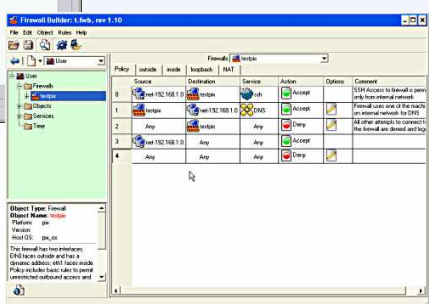 Firewall Builder: t.fwb, rev 1.10
File Edit Object Rules Help
User
Firewalls: testpix
Policy outside inside loopback NAT
User
Firewalls
testpix
Objects
Services
Time
Source Destination Service Action Options Comment
0 net-192.168.1.0 testpix ssh Accept SSH Access to firewall is perm
only from internal network
1 testpix net-192.168.1.0 DNS Accept Firewall uses one of the machi
on internal network for DNS
2 Any testpix Any Deny All other attempts to connect t
the firewall are denied and log
3 net-192.168.1.0 Any Any Accept
4 Any Any Any Deny
Object Type: Firewall
Object Name: testpix
Platform: pix
Version:
Host OS: pix_os
This firewall has two interfaces.
Eth0 faces outside and has a
dynamic address, eth1 faces inside.
Policy includes basic rules to permit
unrestricted outbound access and